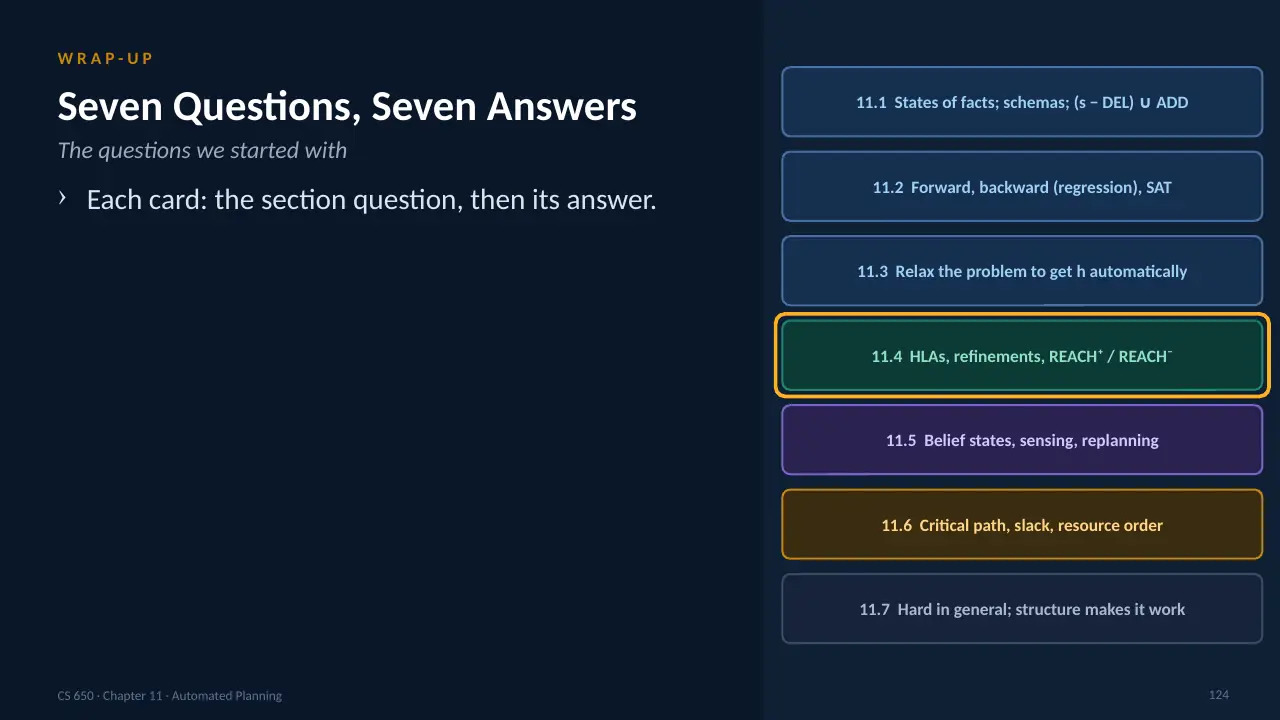 WRAP-UP
Seven Questions, Seven Answers
The questions we started with
› Each card: the section question, then its answer.
11.1 States of facts; schemas; (s − DEL) ∪ ADD
11.2 Forward, backward (regression), SAT
11.3 Relax the problem to get h automatically
11.4 HLAs, refinements, REACH⁺ / REACH⁻
11.5 Belief states, sensing, replanning
11.6 Critical path, slack, resource order
11.7 Hard in general; structure makes it work
CS 650 · Chapter 11 · Automated Planning
124